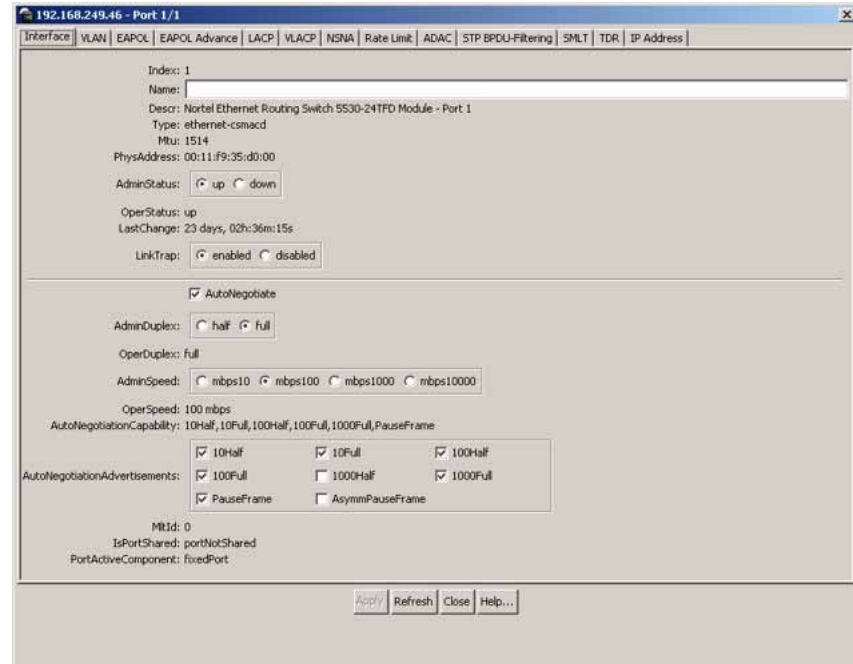 192.168.249.46 - Port 1/1
Interface VLAN EAPOL EAPOL Advance LACP VLACP NSNA Rate Limit ADAC STP BPDU-Filtering SMLT TDR IP Address
Index: 1
Name:
Descr: Nortel Ethernet Routing Switch 5530-24TFD Module - Port 1
Type: ethernet-csmacd
Mtu: 1514
PhysAddress: 00:11:f9:35:d0:00
AdminStatus: up down
OperStatus: up
LastChange: 23 days, 02h:36m:15s
LinkTrap: enabled disabled
AutoNegotiate
AdminDuplex: half full
OperDuplex: full
AdminSpeed: mbps10 mbps100 mbps1000 mbps10000
OperSpeed: 100 mbps
AutoNegotiationCapability: 10Half,10Full,100Half,100Full,1000Full,PauseFrame
10Half 10Full 100Half
AutoNegotiationAdvertisements: 100Full 1000Half 1000Full
PauseFrame AsymmPauseFrame
MltId: 0
IsPortShared: portNotShared
PortActiveComponent: fixedPort
Apply Refresh Close Help...